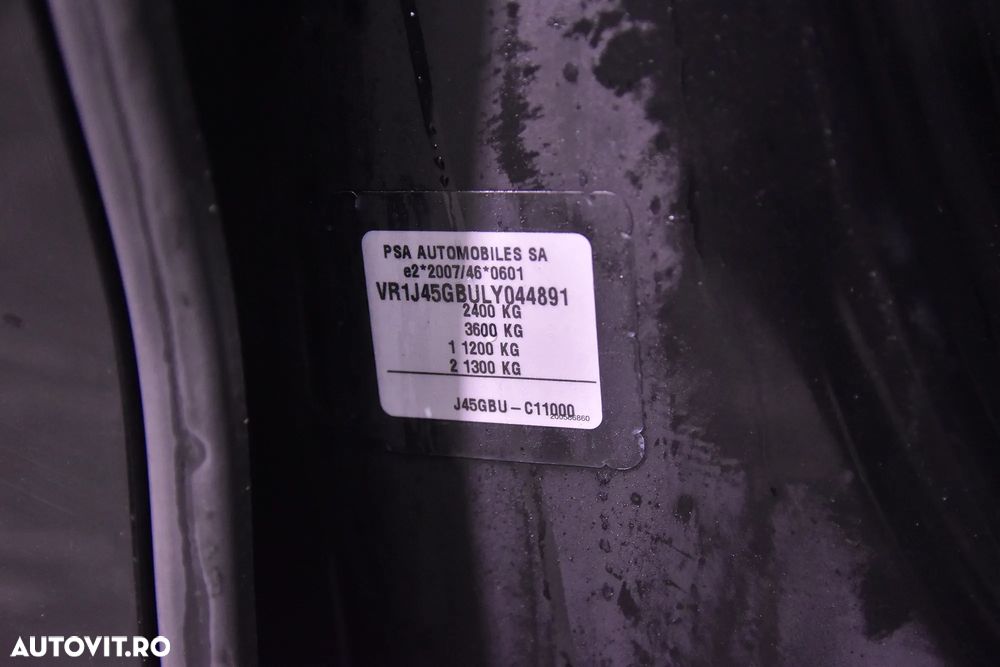 PSA AUTOMOBILES SA
e2*2007/46*0601
VR1J45GBULY044891
2400 KG
3600 KG
1 1200 KG
2 1300 KG
J45GBU-C11000
AUTOVIT.RO